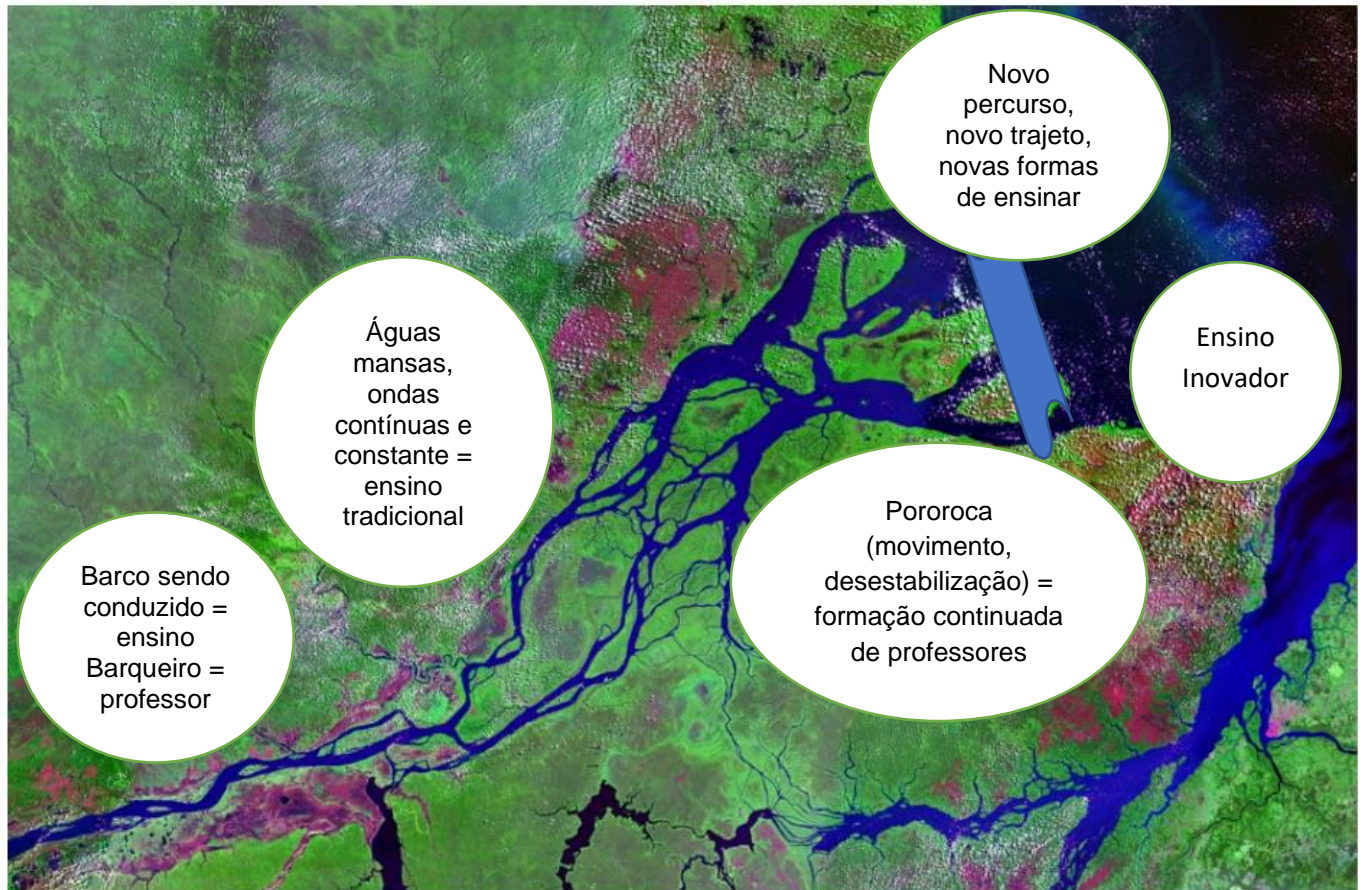 Novo
percurso,
novo trajeto,
novas formas
de ensinar
Águas
mansas,
ondas
contínuas e
constante =
ensino
tradicional
Ensino
Inovador
Barco sendo
conduzido =
ensino
Barqueiro =
professor
Pororoca
(movimento,
desestabilização) =
formação continuada
de professores